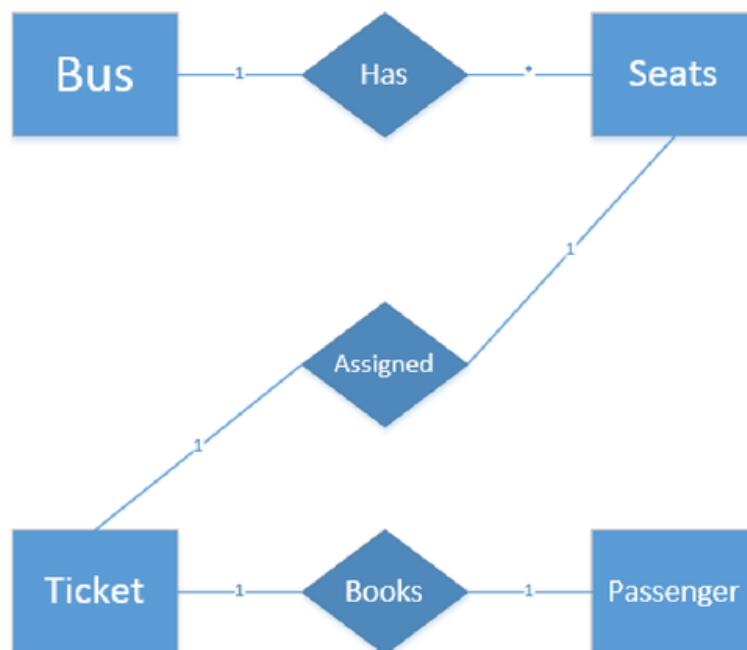 Bus
1
Has
*
Seats
1
Assigned
1
Ticket
1
Books
1
Passenger